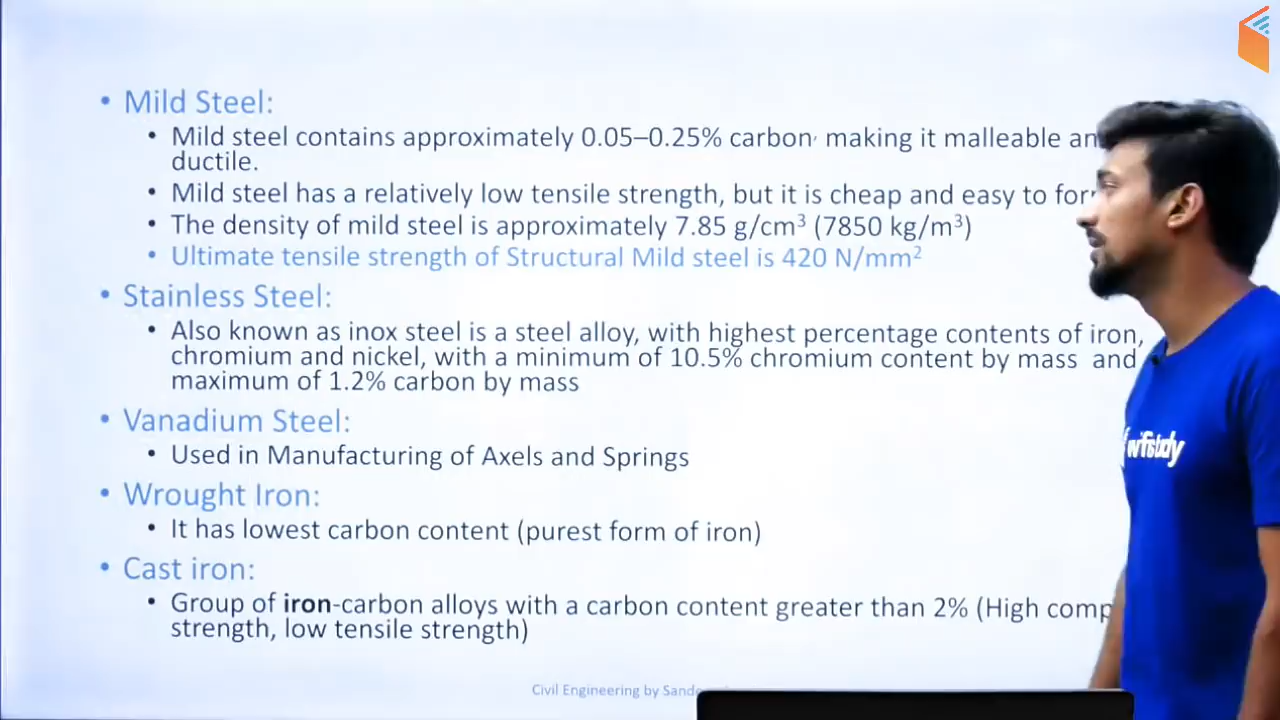 • Mild Steel:
• Mild steel contains approximately 0.05–0.25% carbon, making it malleable
ductile.
• Mild steel has a relatively low tensile strength, but it is cheap and easy to
• The density of mild steel is approximately 7.85 g/cm³ (7850 kg/m³)
• Ultimate tensile strength of Structural Mild steel is 420 N/mm²
• Stainless Steel:
• Also known as inox steel is a steel alloy, with highest percentage contents of iron,
chromium and nickel, with a minimum of 10.5% chromium content by mass and
maximum of 1.2% carbon by mass
• Vanadium Steel:
• Used in Manufacturing of Axels and Springs
• Wrought Iron:
• It has lowest carbon content (purest form of iron)
• Cast iron:
• Group of iron-carbon alloys with a carbon content greater than 2% (High
strength, low tensile strength)
wifistudy
Civil Engineering by